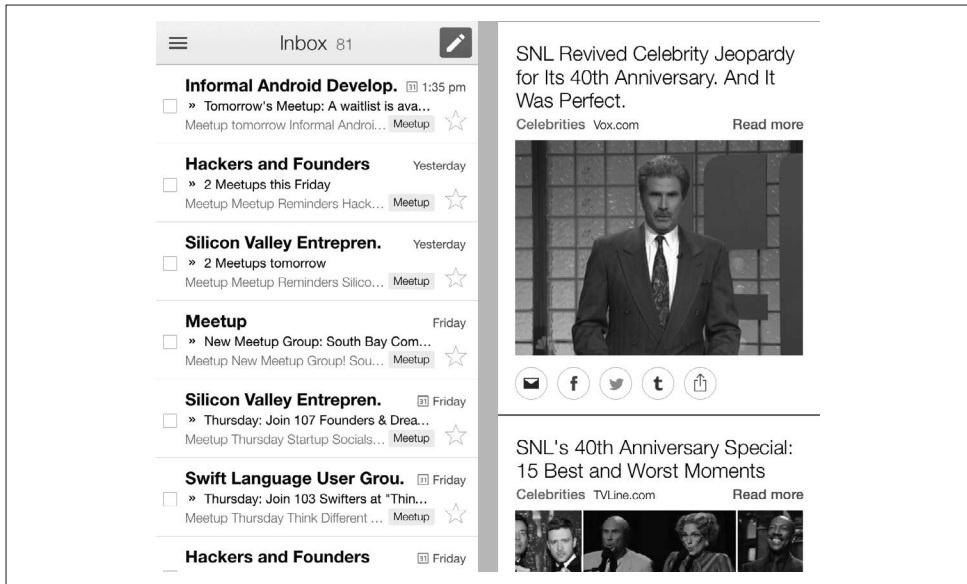 Inbox 81
Informal Android Develop. 31 1:35 pm
» Tomorrow's Meetup: A waitlist is ava...
Meetup tomorrow Informal Androi... Meetup
Hackers and Founders Yesterday
» 2 Meetups this Friday
Meetup Meetup Reminders Hack... Meetup
Silicon Valley Entrepren. Yesterday
» 2 Meetups tomorrow
Meetup Meetup Reminders Silico... Meetup
Meetup Friday
» New Meetup Group: South Bay Com...
Meetup New Meetup Group! Sou... Meetup
Silicon Valley Entrepren. 31 Friday
» Thursday: Join 107 Founders & Drea...
Meetup Thursday Startup Socials... Meetup
Swift Language User Grou. 31 Friday
» Thursday: Join 103 Swifters at "Thin...
Meetup Thursday Think Different ... Meetup
Hackers and Founders 31 Friday
SNL Revived Celebrity Jeopardy
for Its 40th Anniversary. And It
Was Perfect.
Celebrities Vox.com Read more
f t
SNL's 40th Anniversary Special:
15 Best and Worst Moments
Celebrities TVLine.com Read more